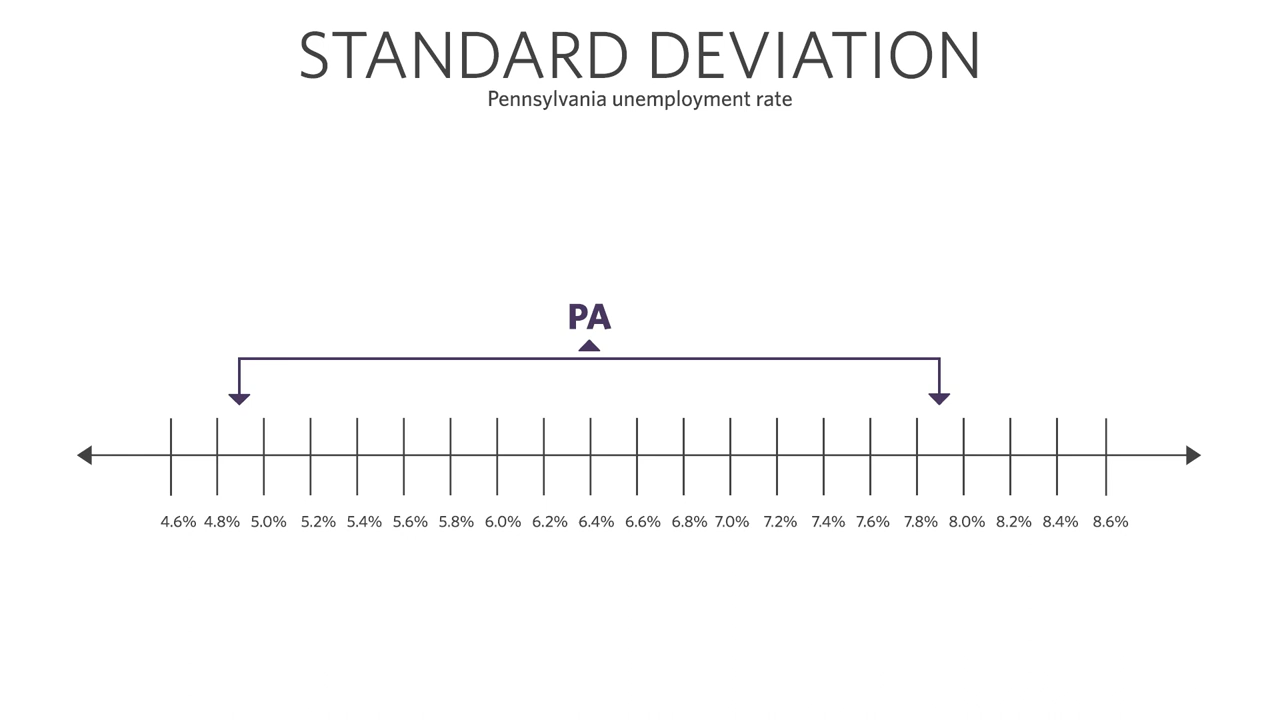 STANDARD DEVIATION
Pennsylvania unemployment rate
PA
4.6% 4.8% 5.0% 5.2% 5.4% 5.6% 5.8% 6.0% 6.2% 6.4% 6.6% 6.8% 7.0% 7.2% 7.4% 7.6% 7.8% 8.0% 8.2% 8.4% 8.6%